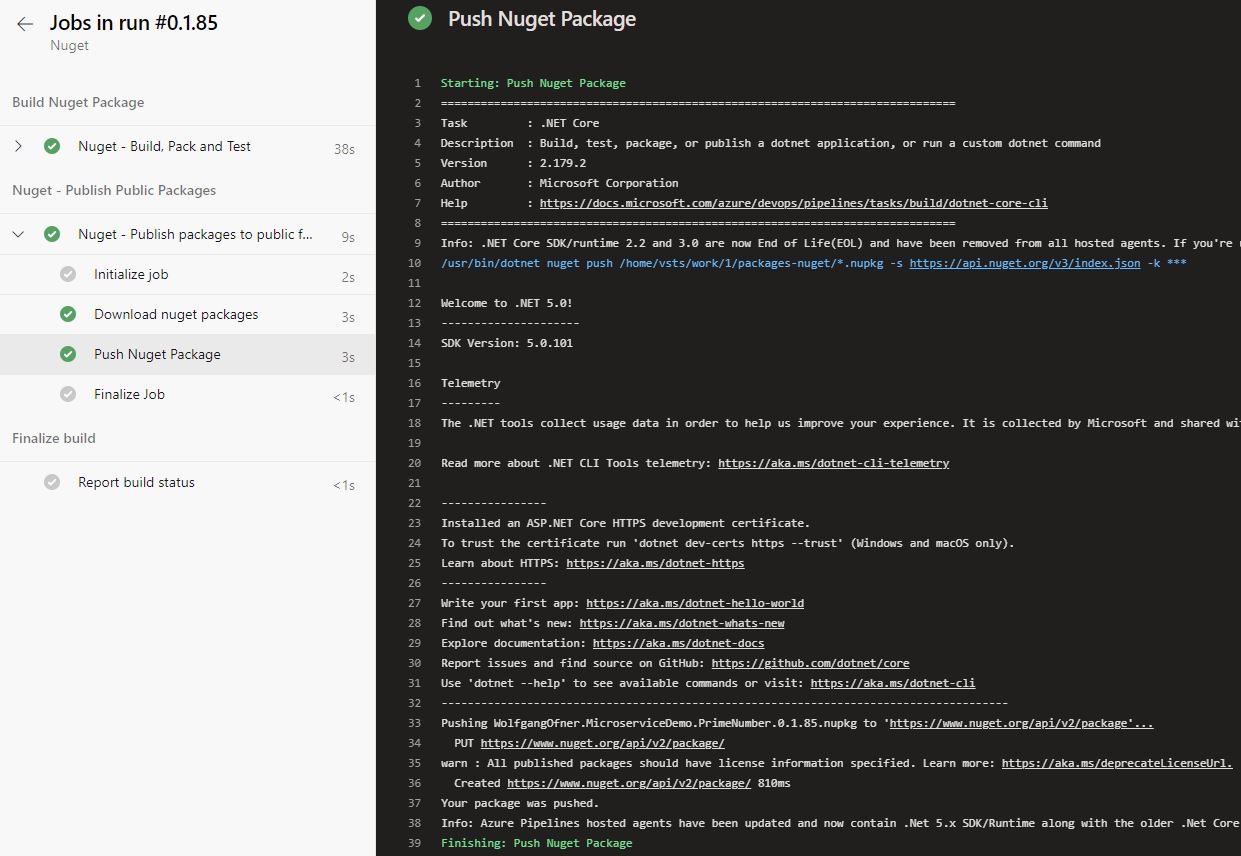 Jobs in run #0.1.85
Nuget
Build Nuget Package
Nuget - Build, Pack and Test 38s
Nuget - Publish Public Packages
Nuget - Publish packages to public f... 9s
Initialize job 2s
Download nuget packages 3s
Push Nuget Package 3s
Finalize Job <1s
Finalize build
Report build status <1s
Push Nuget Package
1 Starting: Push Nuget Package
2 ==============================================================================
3 Task         : .NET Core
4 Description  : Build, test, package, or publish a dotnet application, or run a custom dotnet command
5 Version      : 2.179.2
6 Author       : Microsoft Corporation
7 Help         : https://docs.microsoft.com/azure/devops/pipelines/tasks/build/dotnet-core-cli
8 ==============================================================================
9 Info: .NET Core SDK/runtime 2.2 and 3.0 are now End of Life(EOL) and have been removed from all hosted agents. If you're
10 /usr/bin/dotnet nuget push /home/vsts/work/1/packages-nuget/*.nupkg -s https://api.nuget.org/v3/index.json -k ***
11
12 Welcome to .NET 5.0!
13 ---------------------
14 SDK Version: 5.0.101
15
16 Telemetry
17 ---------
18 The .NET tools collect usage data in order to help us improve your experience. It is collected by Microsoft and shared wi
19
20 Read more about .NET CLI Tools telemetry: https://aka.ms/dotnet-cli-telemetry
21
22 ----------------
23 Installed an ASP.NET Core HTTPS development certificate.
24 To trust the certificate run 'dotnet dev-certs https --trust' (Windows and macOS only).
25 Learn about HTTPS: https://aka.ms/dotnet-https
26 ----------------
27 Write your first app: https://aka.ms/dotnet-hello-world
28 Find out what's new: https://aka.ms/dotnet-whats-new
29 Explore documentation: https://aka.ms/dotnet-docs
30 Report issues and find source on GitHub: https://github.com/dotnet/core
31 Use 'dotnet --help' to see available commands or visit: https://aka.ms/dotnet-cli
32 --------------------------------------------------------------------------------------
33 Pushing WolfgangOfner.MicroserviceDemo.PrimeNumber.0.1.85.nupkg to 'https://www.nuget.org/api/v2/package'...
34   PUT https://www.nuget.org/api/v2/package/
35 warn : All published packages should have license information specified. Learn more: https://aka.ms/deprecateLicenseUrl.
36   Created https://www.nuget.org/api/v2/package/ 810ms
37 Your package was pushed.
38 Info: Azure Pipelines hosted agents have been updated and now contain .Net 5.x SDK/Runtime along with the older .Net Core
39 Finishing: Push Nuget Package